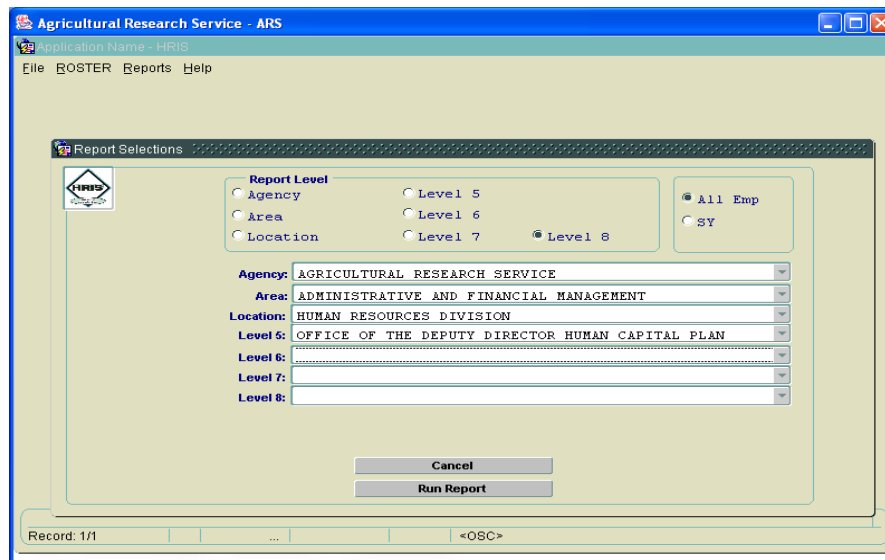 Agricultural Research Service - ARS
Application Name - HRIS
File ROSTER Reports Help
Report Selections
HRIS
Report Level
Agency Level 5
Area Level 6
Location Level 7 Level 8
All Emp
SY
Agency: AGRICULTURAL RESEARCH SERVICE
Area: ADMINISTRATIVE AND FINANCIAL MANAGEMENT
Location: HUMAN RESOURCES DIVISION
Level 5: OFFICE OF THE DEPUTY DIRECTOR HUMAN CAPITAL PLAN
Level 6:
Level 7:
Level 8:
Cancel
Run Report
Record: 1/1 ... <OSC>